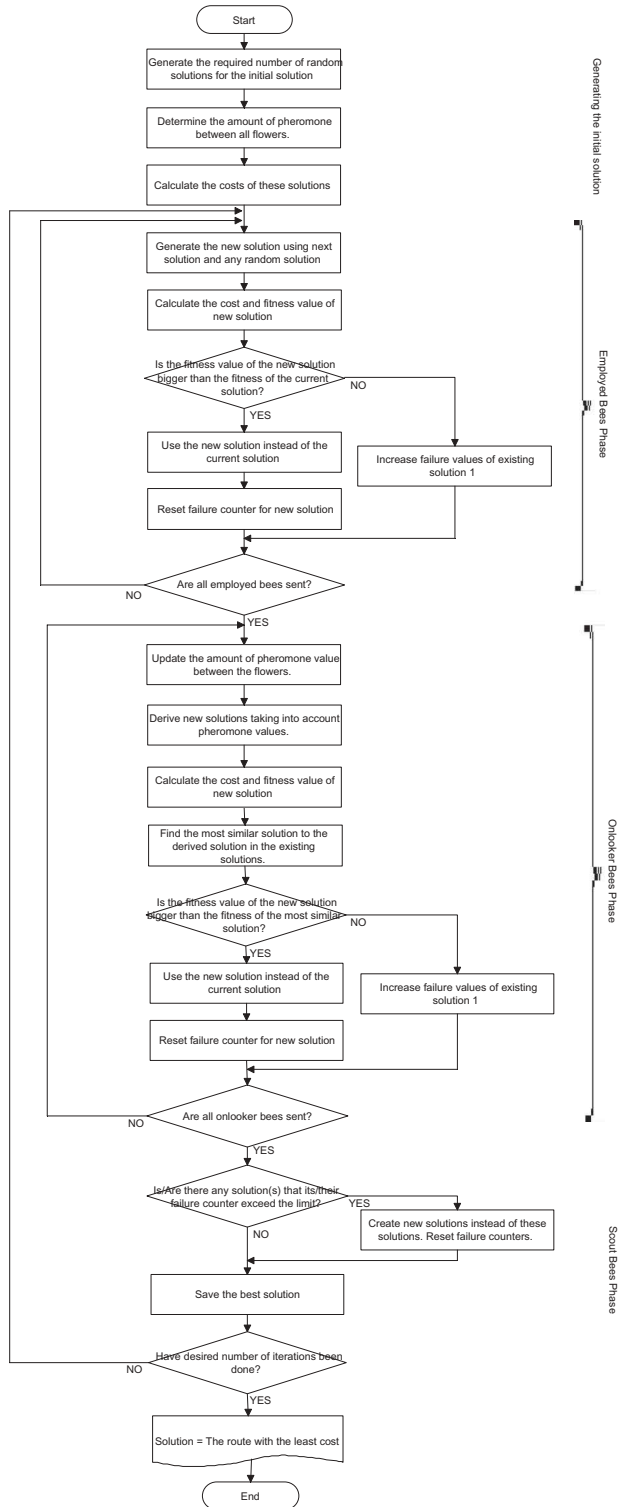 Start
Generate the required number of random
solutions for the initial solution
Determine the amount of pheromone
between all flowers.
Calculate the costs of these solutions
Generating the initial solution
Generate the new solution using next
solution and any random solution
Calculate the cost and fitness value of
new solution
Is the fitness value of the new solution
bigger than the fitness of the current
solution?
NO
YES
Use the new solution instead of the
current solution
Increase failure values of existing
solution 1
Reset failure counter for new solution
Are all employed bees sent?
NO
YES
Employed Bees Phase
Update the amount of pheromone value
between the flowers.
Derive new solutions taking into account
pheromone values.
Calculate the cost and fitness value of
new solution
Find the most similar solution to the
derived solution in the existing
solutions.
Is the fitness value of the new solution
bigger than the fitness of the most similar
solution?
NO
YES
Use the new solution instead of the
current solution
Increase failure values of existing
solution 1
Reset failure counter for new solution
Are all onlooker bees sent?
NO
YES
Onlooker Bees Phase
Is/Are there any solution(s) that its/their
failure counter exceed the limit?
YES
NO
Create new solutions instead of these
solutions. Reset failure counters.
Scout Bees Phase
Save the best solution
Have desired number of iterations been
done?
NO
YES
Solution = The route with the least cost
End